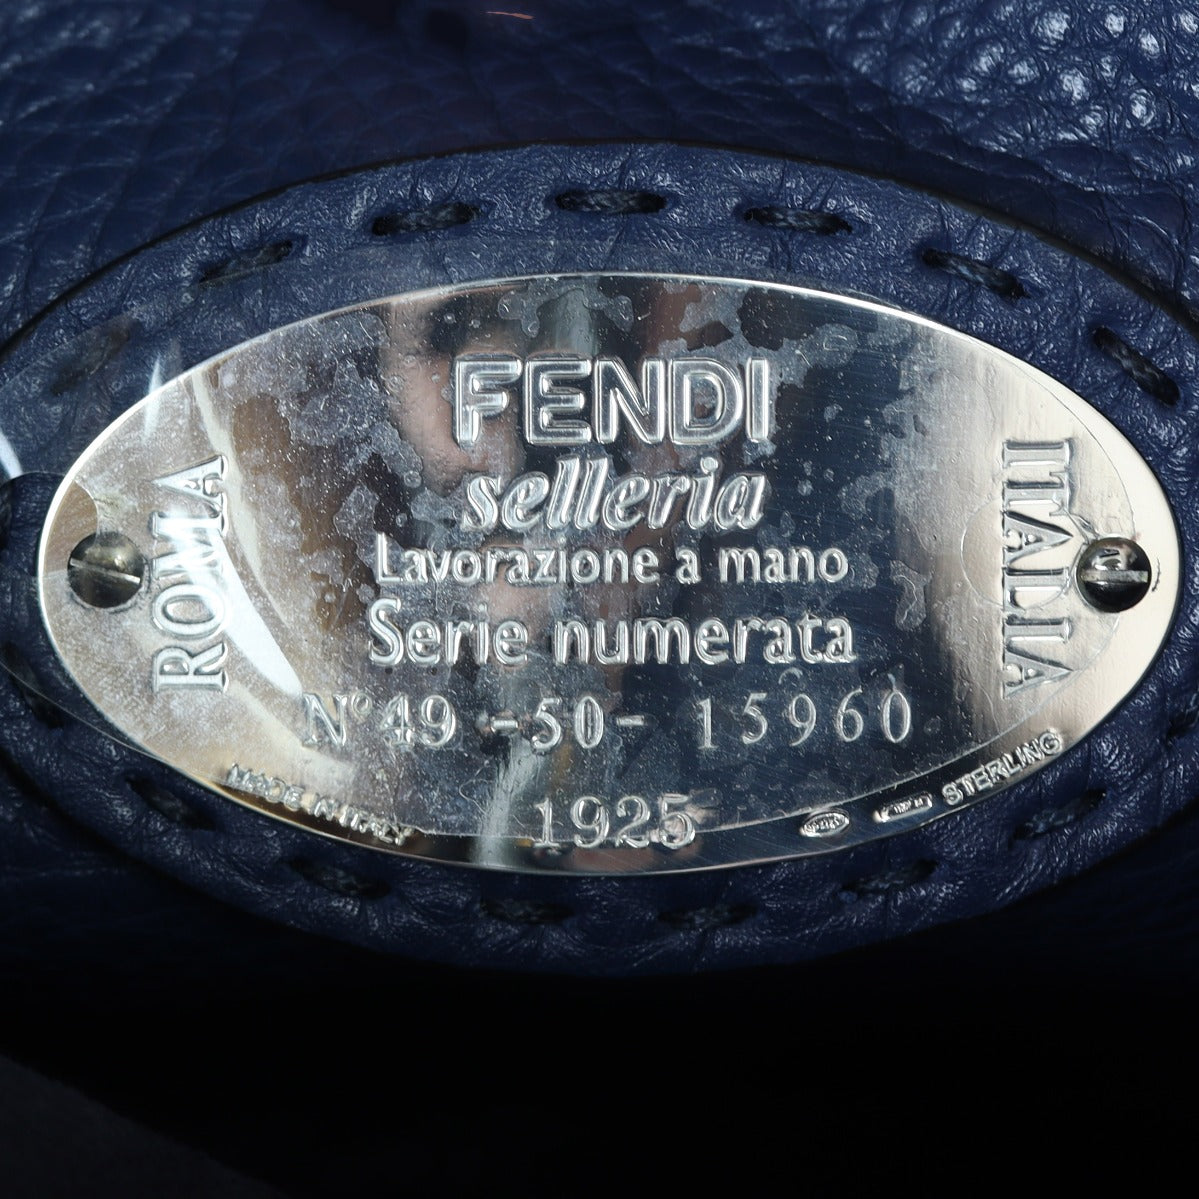 FENDI
selleria
Lavorazione a mano
Serie numerata
N° 49 -50- 15960
1925
ROMA
ITALIA
MADE IN ITALY
STERLING